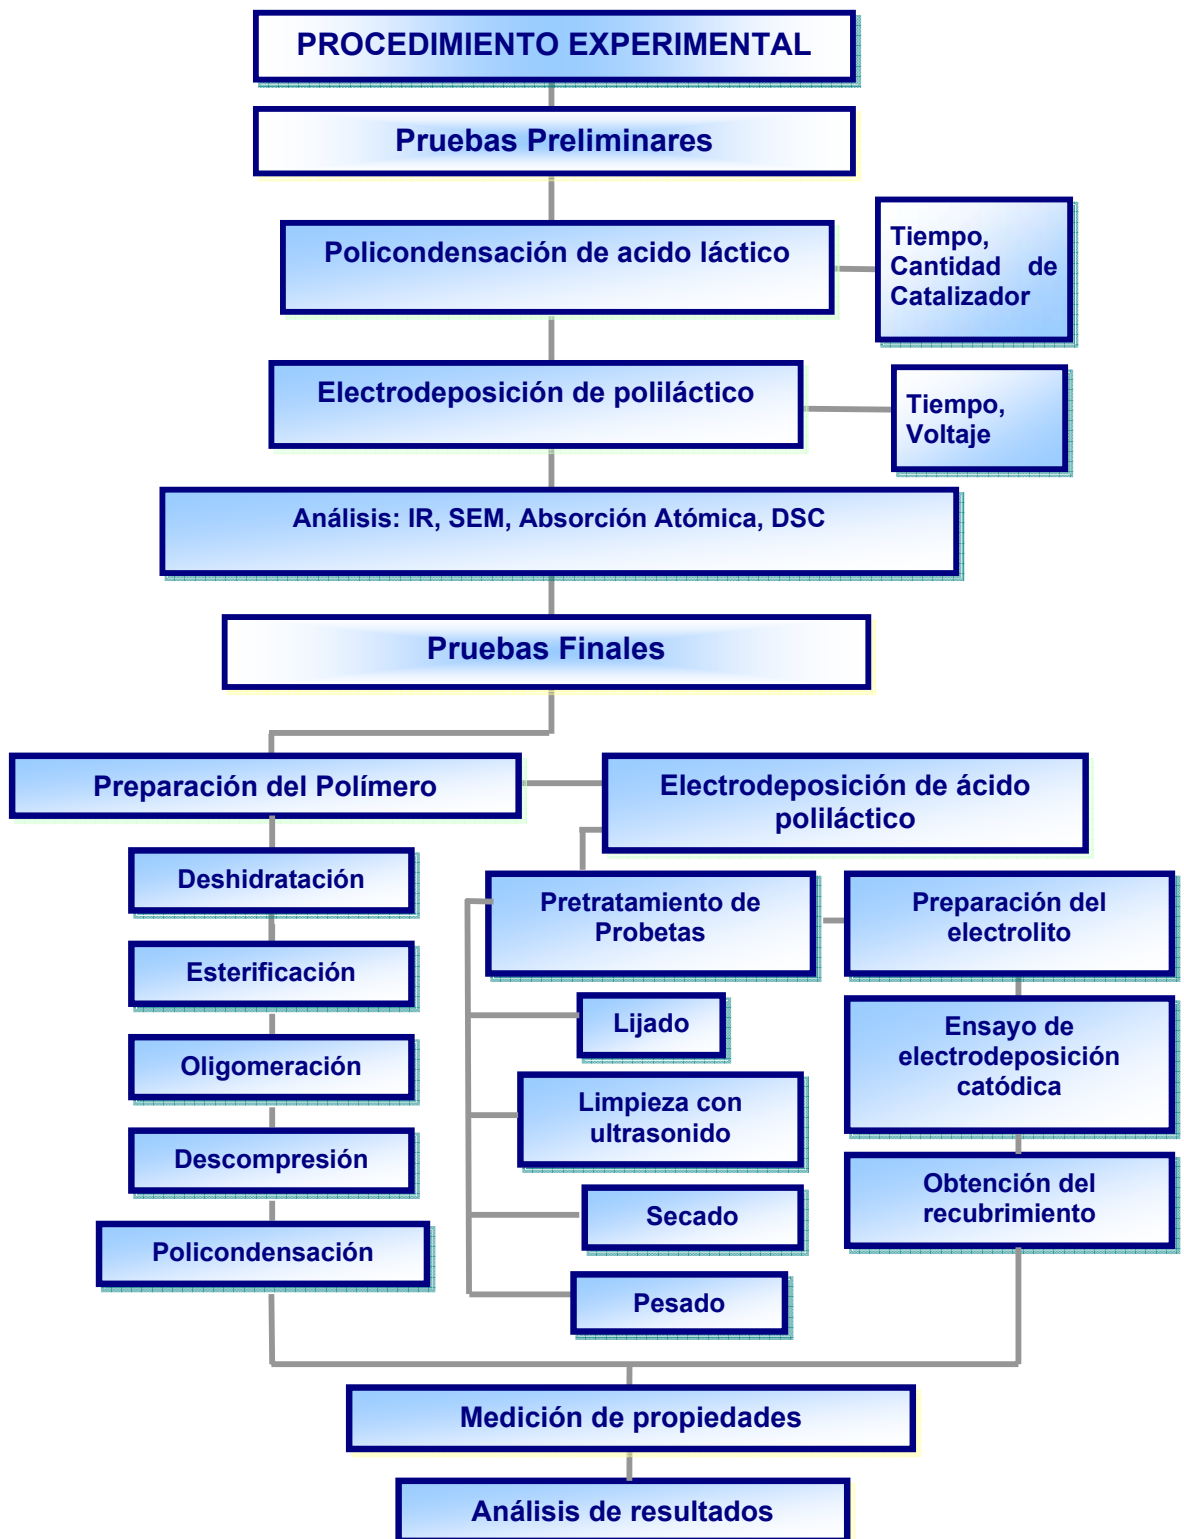 PROCEDIMIENTO EXPERIMENTAL
Pruebas Preliminares
Policondensación de acido láctico
Tiempo,
Cantidad de
Catalizador
Electrodeposición de poliláctico
Tiempo,
Voltaje
Análisis: IR, SEM, Absorción Atómica, DSC
Pruebas Finales
Preparación del Polímero
Electrodeposición de ácido
poliláctico
Deshidratación
Esterificación
Oligomeración
Descompresión
Policondensación
Pretratamiento de
Probetas
Lijado
Limpieza con
ultrasonido
Secado
Pesado
Preparación del
electrolito
Ensayo de
electrodeposición
catódica
Obtención del
recubrimiento
Medición de propiedades
Análisis de resultados